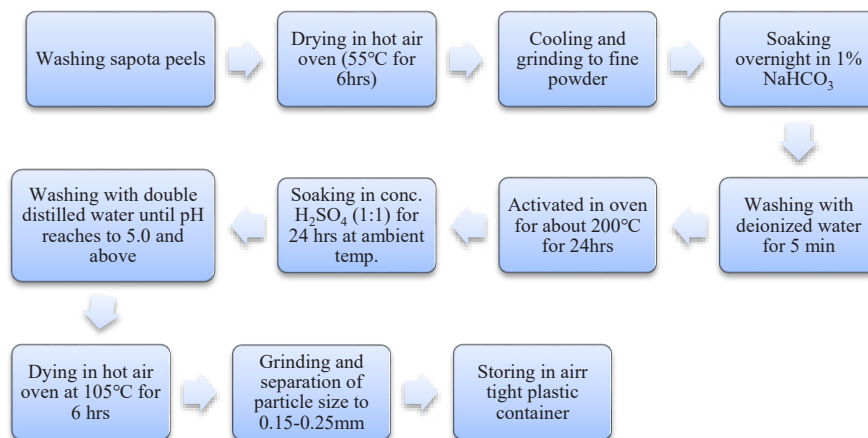 Washing sapota peels
Drying in hot air
oven (55℃ for
6hrs)
Cooling and
grinding to fine
powder
Soaking
overnight in 1%
NaHCO₃
Washing with
deionized water
for 5 min
Activated in oven
for about 200℃
for 24hrs
Soaking in conc.
H₂SO₄ (1:1) for
24 hrs at ambient
temp.
Washing with double
distilled water until pH
reaches to 5.0 and
above
Dying in hot air
oven at 105℃ for
6 hrs
Grinding and
separation of
particle size to
0.15-0.25mm
Storing in airr
tight plastic
container